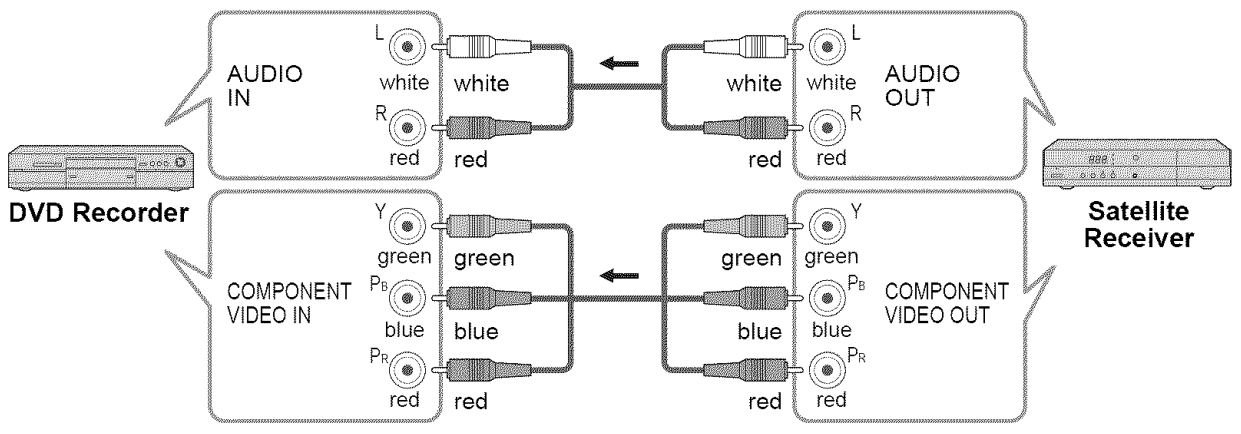 L
white
white
AUDIO
IN
R
red
red
L
white
white
AUDIO
OUT
R
red
red
DVD Recorder
Satellite
Receiver
Y
green
green
COMPONENT
VIDEO IN
PB
blue
blue
PR
red
red
Y
green
green
COMPONENT
VIDEO OUT
PB
blue
blue
PR
red
red